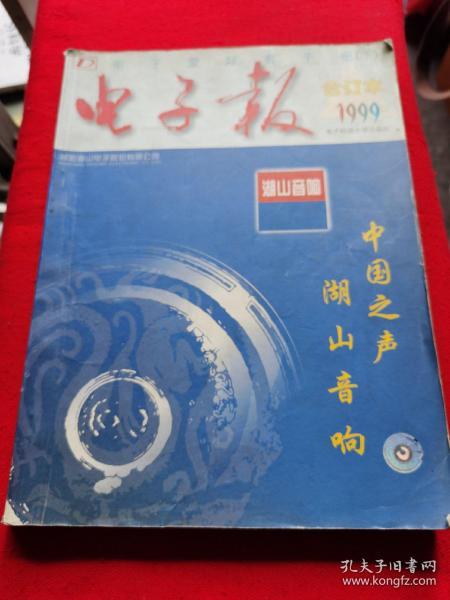 电子报
合订本
1999
湖山音响
中国之声
湖山音响
孔夫子旧书网
www.kongfz.com